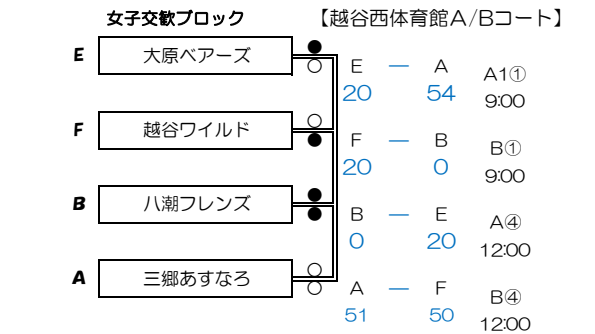 女子交歓ブロック 【越谷西体育館A/Bコート】
E 大原ベアーズ ● ○
E － A A1①
20 54 9:00
F 越谷ワイルド ○ ●
F － B B①
20 0 9:00
B 八潮フレンズ ● ●
B － E A④
0 20 12:00
A 三郷あすなろ ○ ○
A － F B④
51 50 12:00